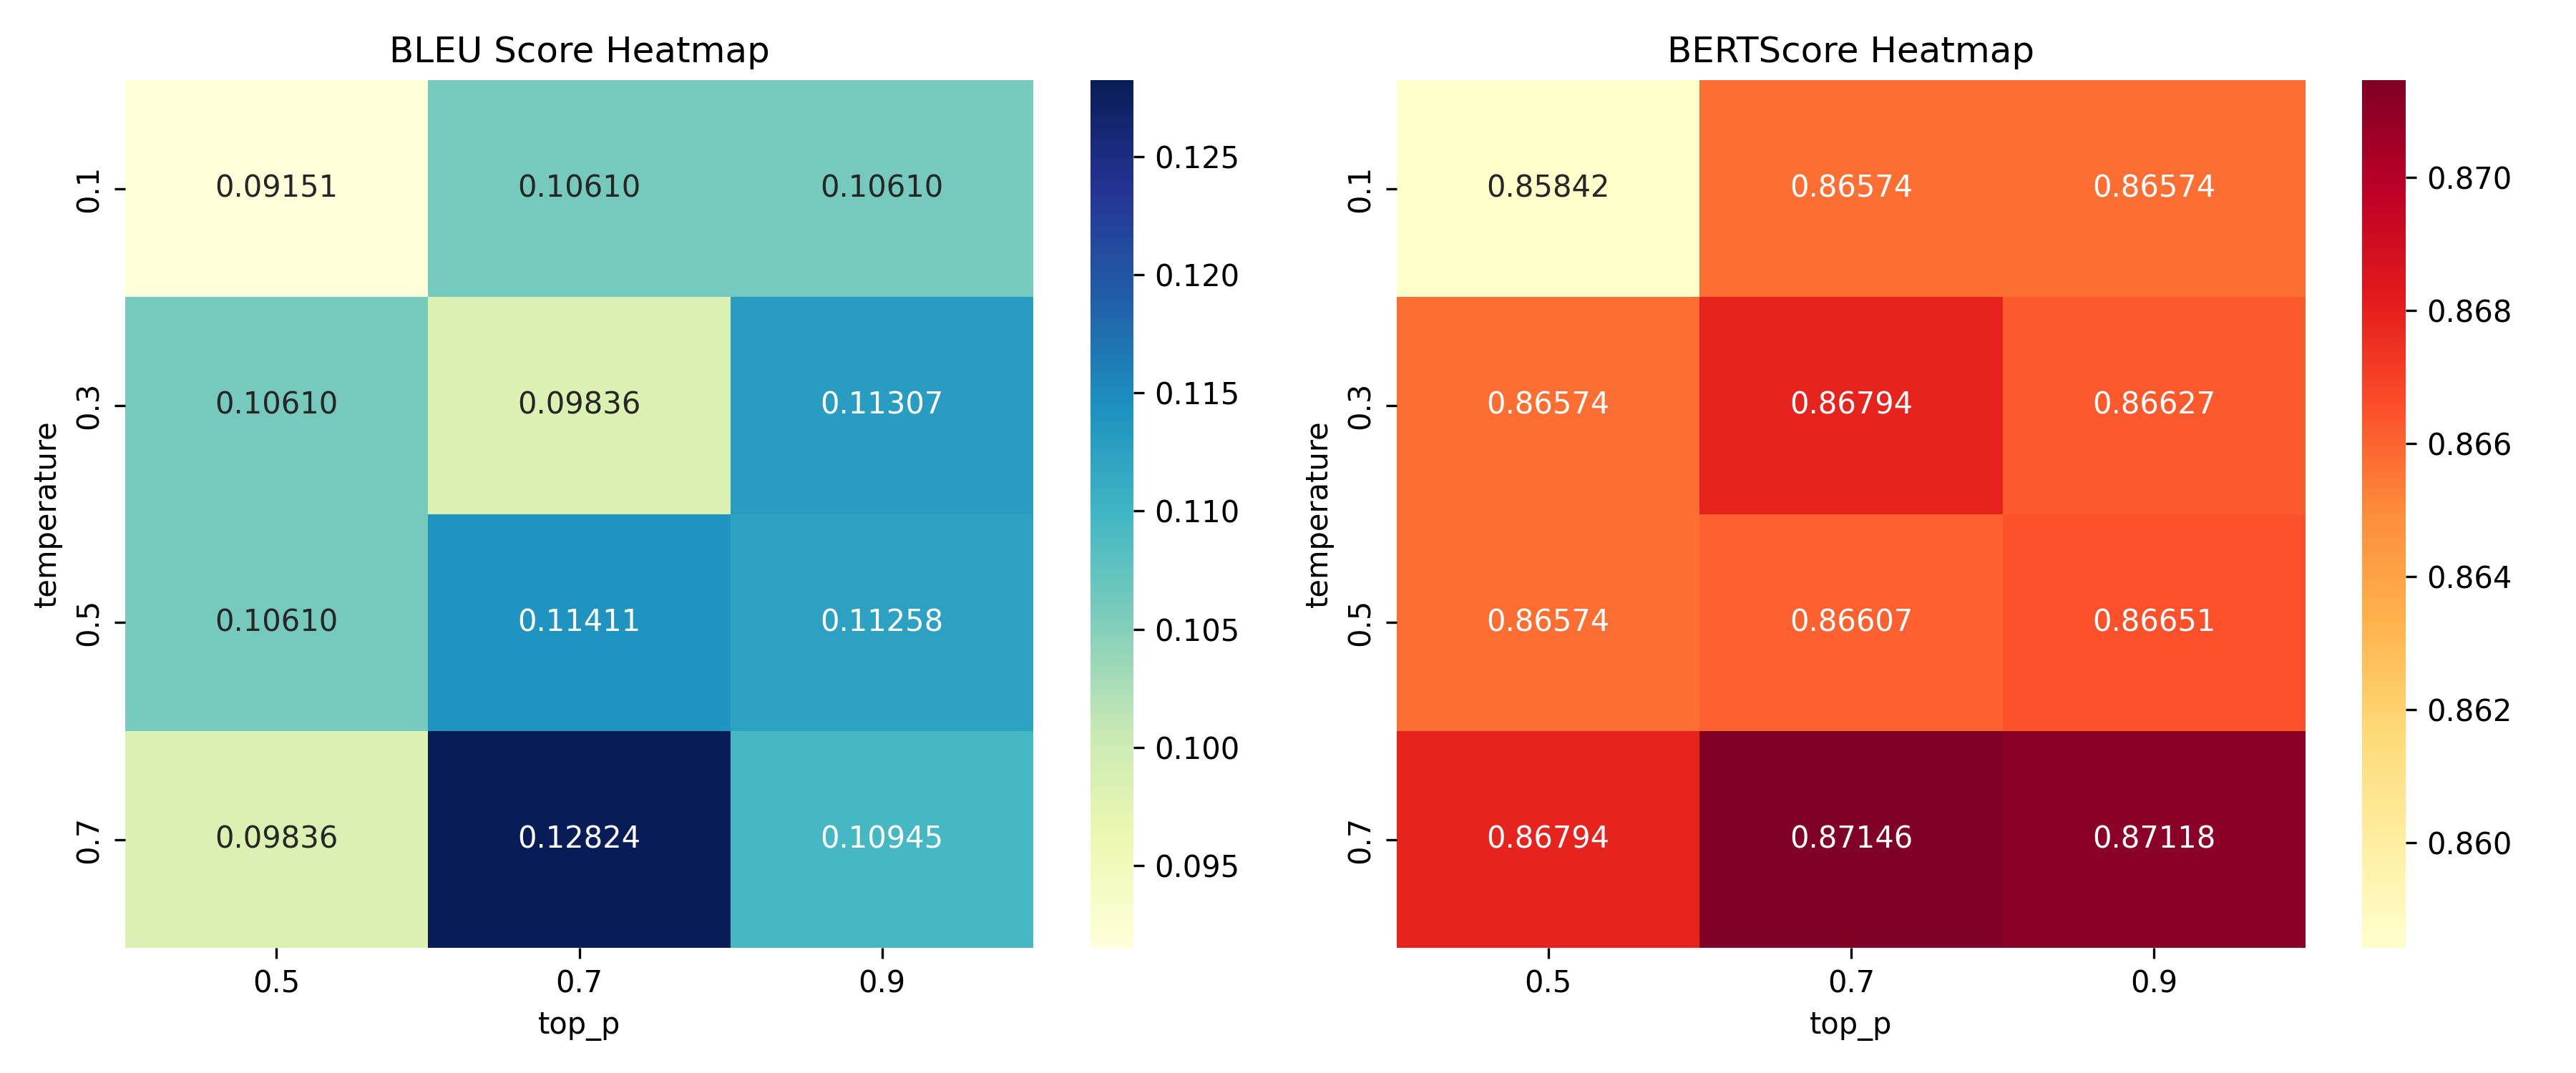 BLEU Score Heatmap
temperature
0.1
0.09151 0.10610 0.10610
0.3
0.10610 0.09836 0.11307
0.5
0.10610 0.11411 0.11258
0.7
0.09836 0.12824 0.10945
0.5 0.7 0.9
top_p
0.125
0.120
0.115
0.110
0.105
0.100
0.095
BERTScore Heatmap
temperature
0.1
0.85842 0.86574 0.86574
0.3
0.86574 0.86794 0.86627
0.5
0.86574 0.86607 0.86651
0.7
0.86794 0.87146 0.87118
0.5 0.7 0.9
top_p
0.870
0.868
0.866
0.864
0.862
0.860